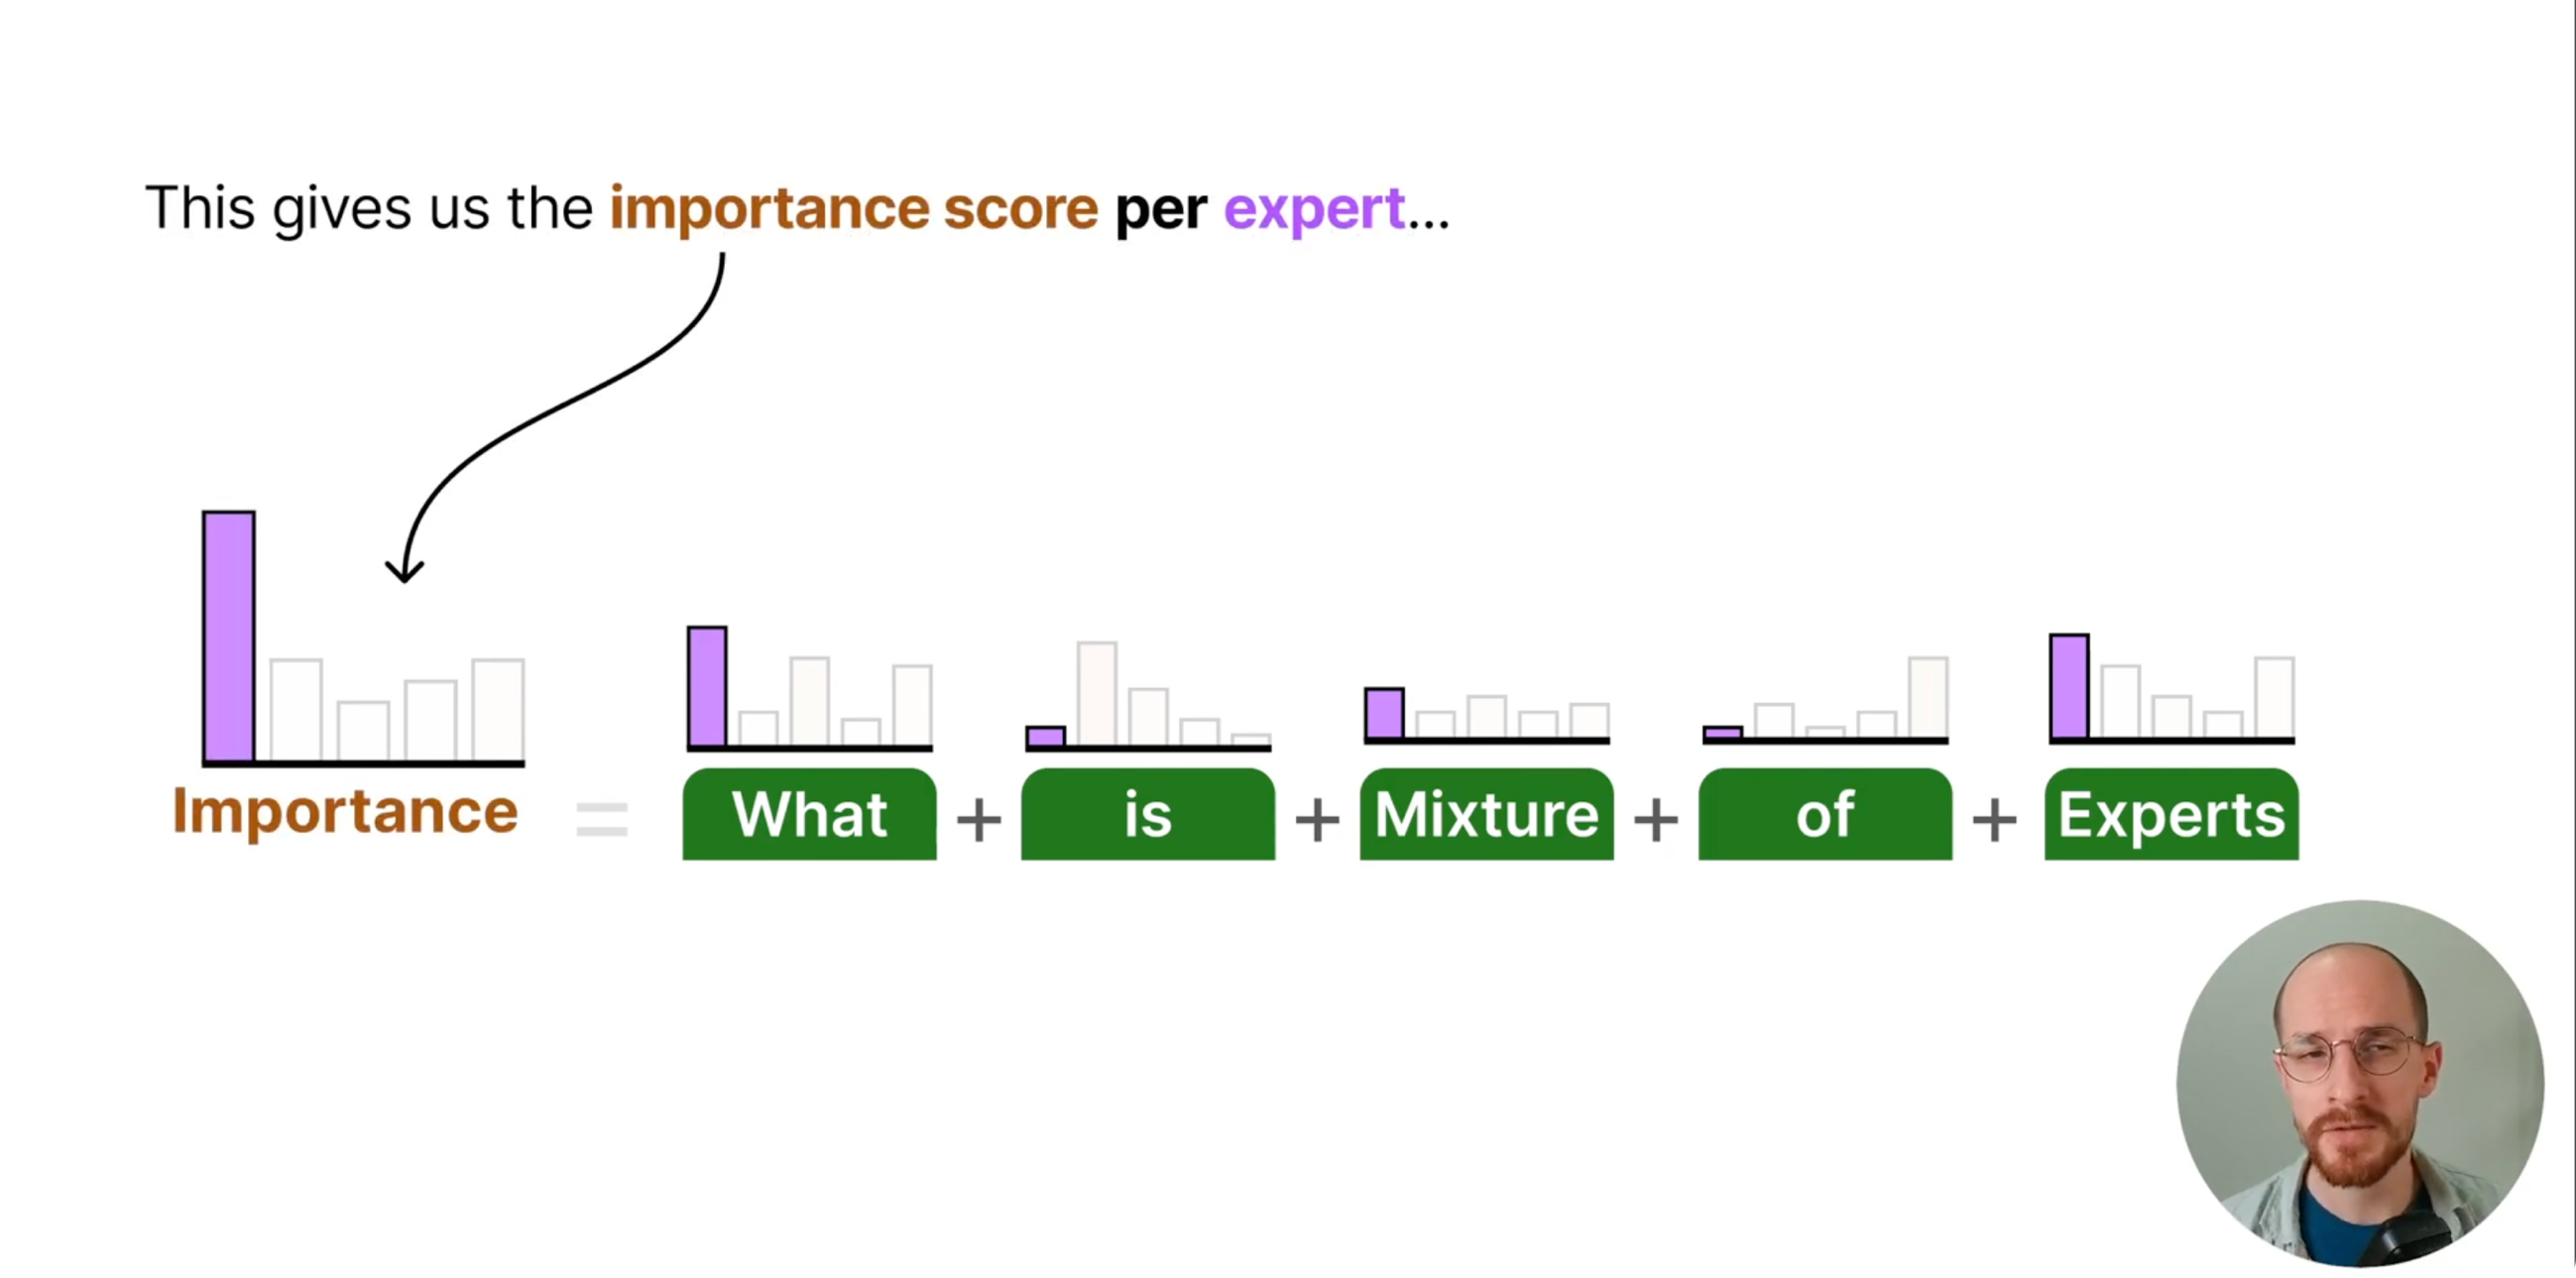 This gives us the importance score per expert...
Importance = What + is + Mixture + of + Experts